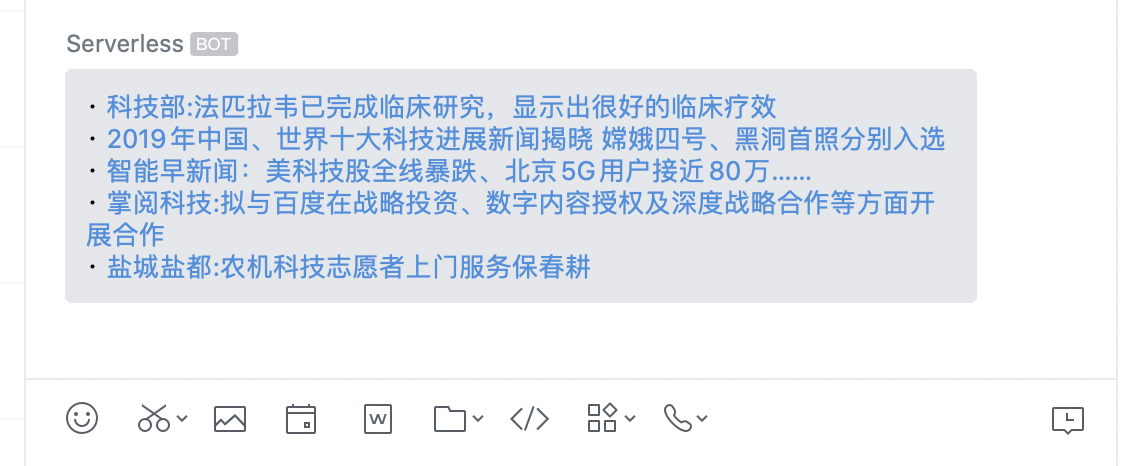 Serverless BOT
· 科技部:法匹拉韦已完成临床研究，显示出很好的临床疗效
· 2019年中国、世界十大科技进展新闻揭晓 嫦娥四号、黑洞首照分别入选
· 智能早新闻：美科技股全线暴跌、北京5G用户接近80万……
· 掌阅科技:拟与百度在战略投资、数字内容授权及深度战略合作等方面开
展合作
· 盐城盐都:农机科技志愿者上门服务保春耕
W